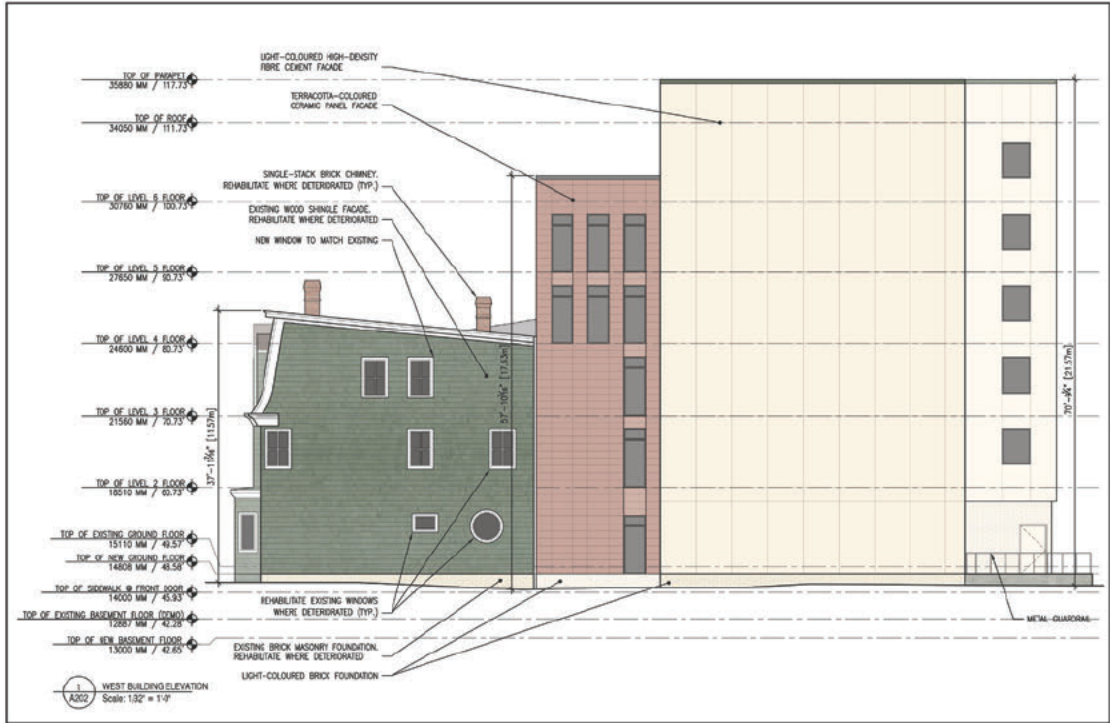 LIGHT-COLOURED HIGH-DENSITY
FIBRE CEMENT FACADE
TERRACOTTA-COLOURED
CERAMIC PANEL FACADE
SINGLE-STACK BRICK CHIMNEY.
REHABILITATE WHERE DETERIORATED (TYP.)
EXISTING WOOD SHINGLE FACADE.
REHABILITATE WHERE DETERIORATED
NEW WINDOW TO MATCH EXISTING
TOP OF PARAPET
35880 MM / 117.73'
TOP OF ROOF
34050 MM / 111.73'
TOP OF LEVEL 6 FLOOR
30760 MM / 100.73'
TOP OF LEVEL 5 FLOOR
27650 MM / 90.73'
TOP OF LEVEL 4 FLOOR
24600 MM / 80.73'
TOP OF LEVEL 3 FLOOR
21560 MM / 70.73'
TOP OF LEVEL 2 FLOOR
18510 MM / 60.73'
TOP OF EXISTING GROUND FLOOR
15110 MM / 49.57'
TOP OF NEW GROUND FLOOR
14808 MM / 48.58'
TOP OF SIDEWALK @ FRONT DOOR
14000 MM / 45.93'
TOP OF EXISTING BASEMENT FLOOR (DEMO)
12887 MM / 42.28'
TOP OF NEW BASEMENT FLOOR
13000 MM / 42.65'
[11.57m]
[17.63m]
[21.57m]
REHABILITATE EXISTING WINDOWS
WHERE DETERIORATED (TYP.)
EXISTING BRICK MASONRY FOUNDATION.
REHABILITATE WHERE DETERIORATED
LIGHT-COLOURED BRICK FOUNDATION
METAL GUARDRAIL
1
A202
WEST BUILDING ELEVATION
Scale: 1/32" = 1'-0"